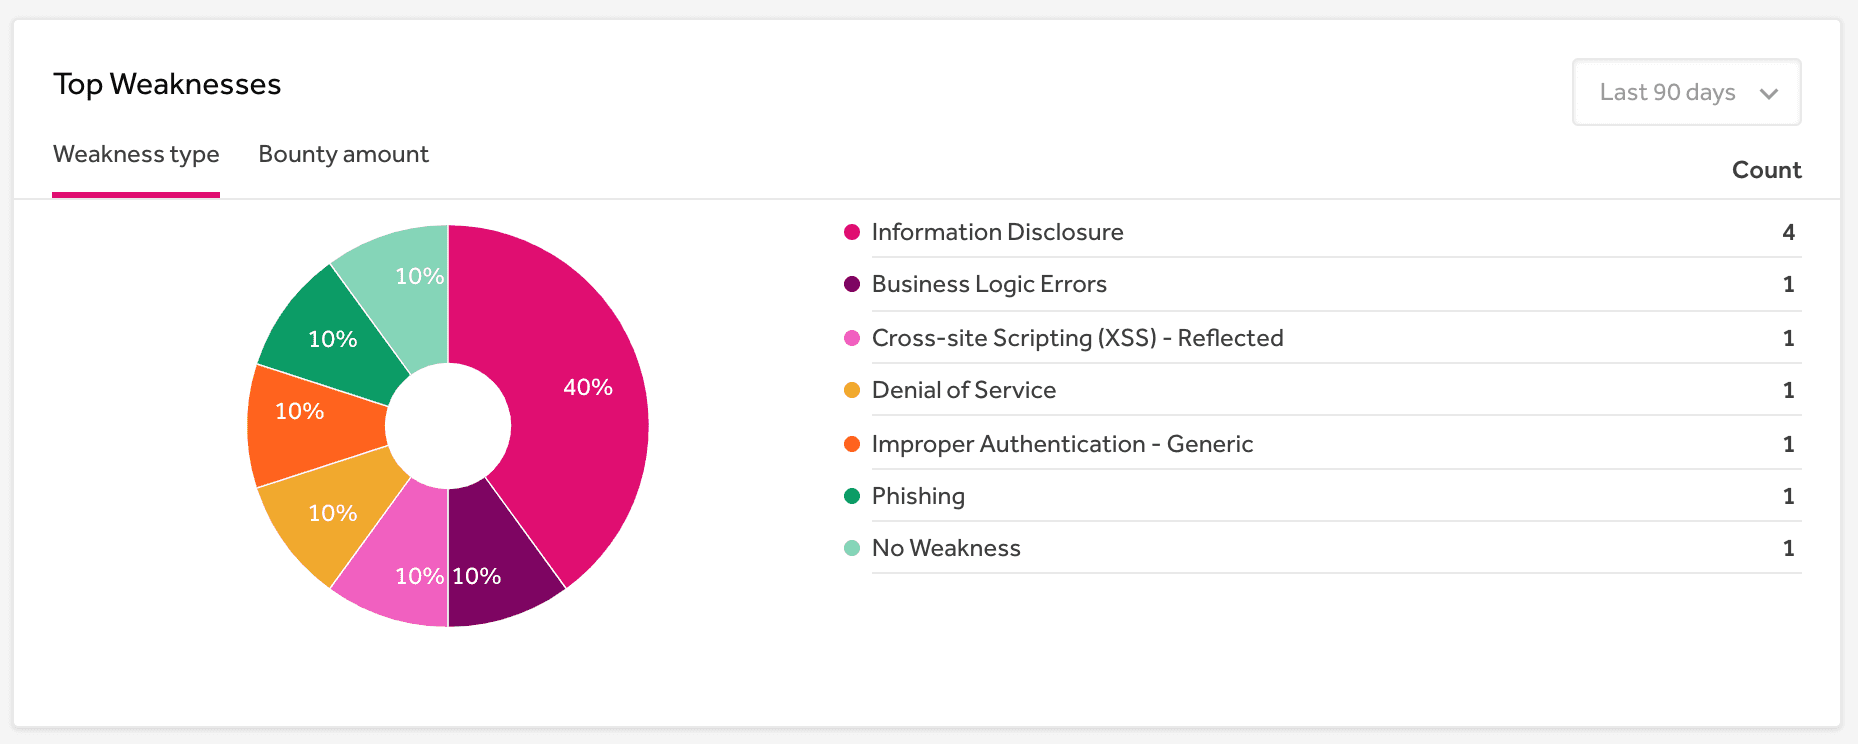 Top Weaknesses
Last 90 days
Weakness type Bounty amount
Count
Information Disclosure 4
Business Logic Errors 1
Cross-site Scripting (XSS) - Reflected 1
Denial of Service 1
Improper Authentication - Generic 1
Phishing 1
No Weakness 1
10%
10%
40%
10%
10%
10% 10%